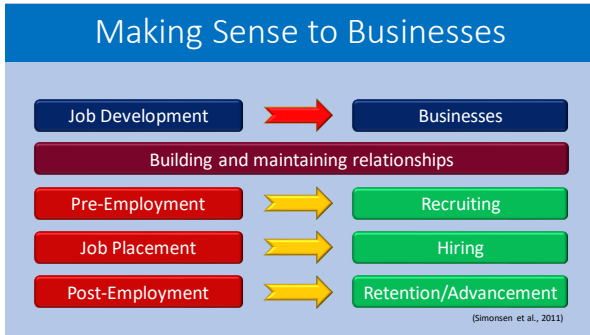 Making Sense to Businesses
Job Development
Businesses
Building and maintaining relationships
Pre-Employment
Recruiting
Job Placement
Hiring
Post-Employment
Retention/Advancement
(Simonsen et al., 2011)